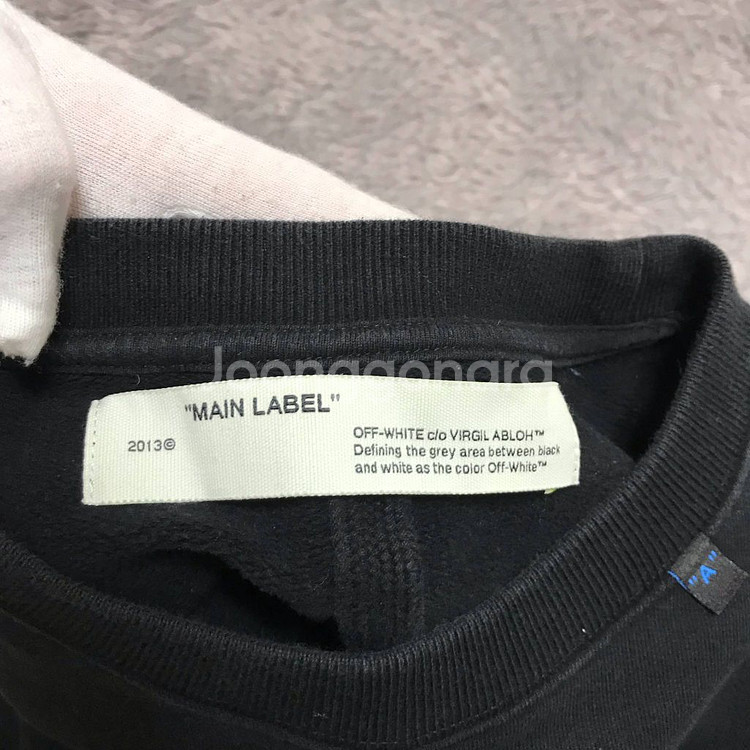 Joonggonara
"MAIN LABEL"
2013©
OFF-WHITE c/o VIRGIL ABLOH™
Defining the grey area between black
and white as the color Off-White™
"A"